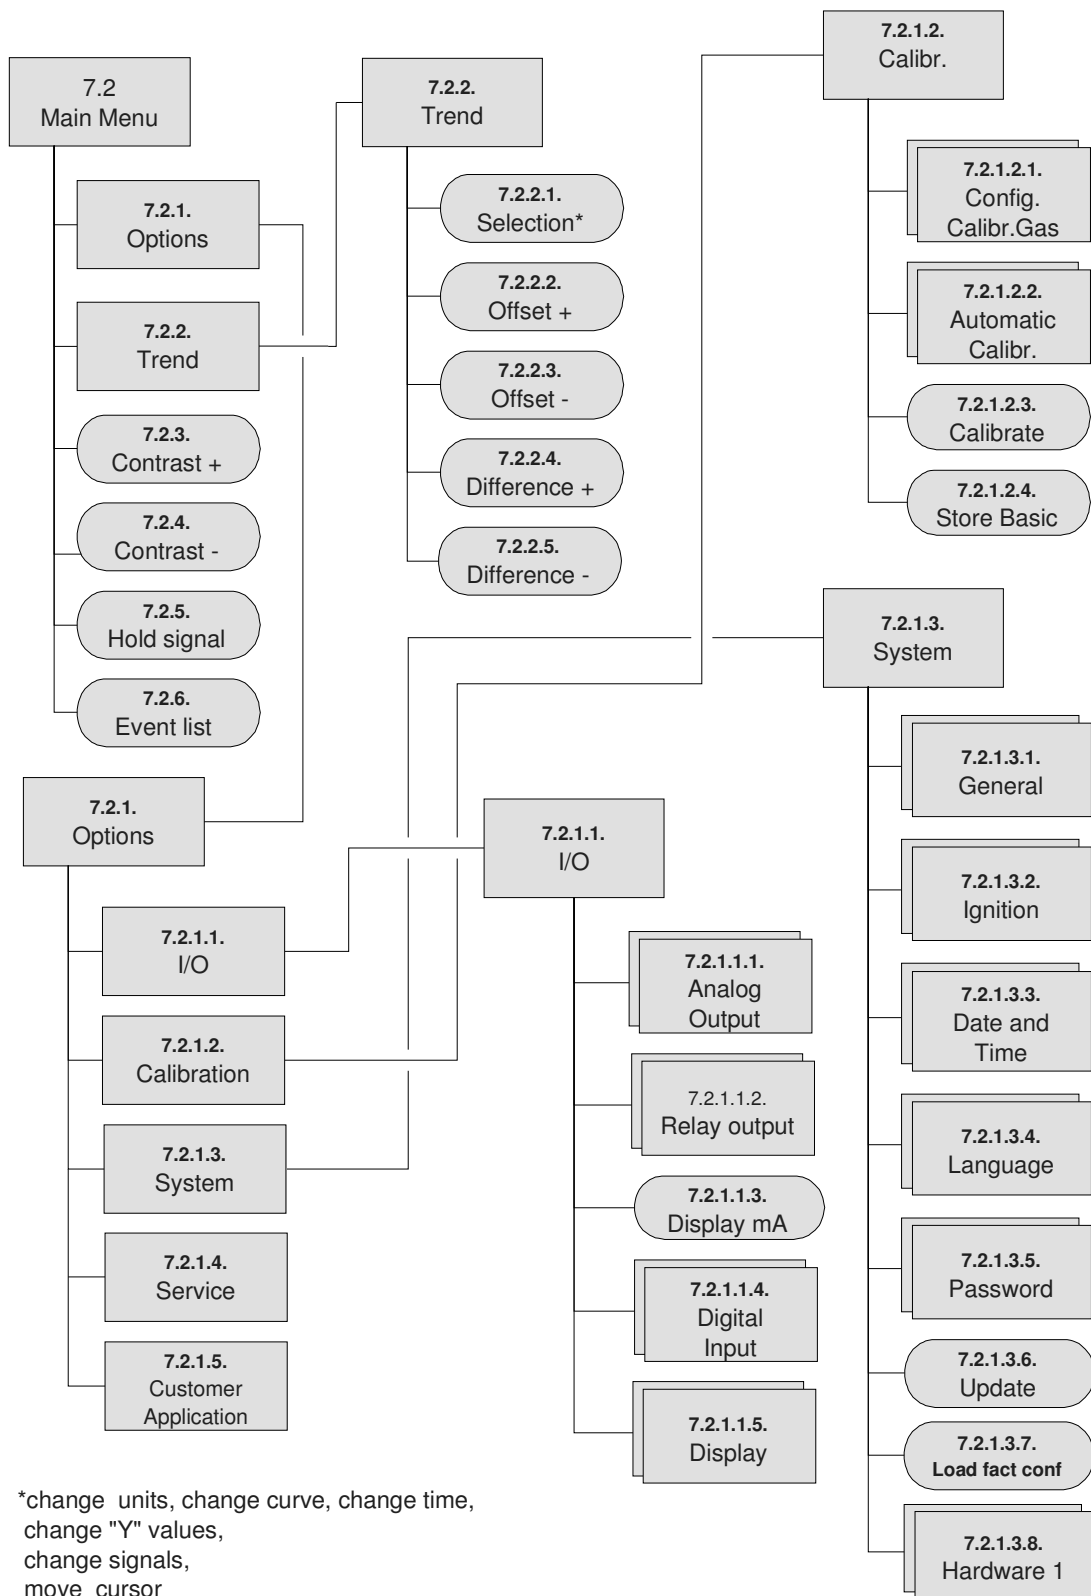 7.2
Main Menu
7.2.1.
Options
7.2.2.
Trend
7.2.3.
Contrast +
7.2.4.
Contrast -
7.2.5.
Hold signal
7.2.6.
Event list
7.2.2.
Trend
7.2.2.1.
Selection*
7.2.2.2.
Offset +
7.2.2.3.
Offset -
7.2.2.4.
Difference +
7.2.2.5.
Difference -
7.2.1.2.
Calibr.
7.2.1.2.1.
Config.
Calibr.Gas
7.2.1.2.2.
Automatic
Calibr.
7.2.1.2.3.
Calibrate
7.2.1.2.4.
Store Basic
7.2.1.
Options
7.2.1.1.
I/O
7.2.1.2.
Calibration
7.2.1.3.
System
7.2.1.4.
Service
7.2.1.5.
Customer
Application
7.2.1.1.
I/O
7.2.1.1.1.
Analog
Output
7.2.1.1.2.
Relay output
7.2.1.1.3.
Display mA
7.2.1.1.4.
Digital
Input
7.2.1.1.5.
Display
7.2.1.3.
System
7.2.1.3.1.
General
7.2.1.3.2.
Ignition
7.2.1.3.3.
Date and
Time
7.2.1.3.4.
Language
7.2.1.3.5.
Password
7.2.1.3.6.
Update
7.2.1.3.7.
Load fact conf
7.2.1.3.8.
Hardware 1
*change units, change curve, change time,
change "Y" values,
change signals,
move cursor